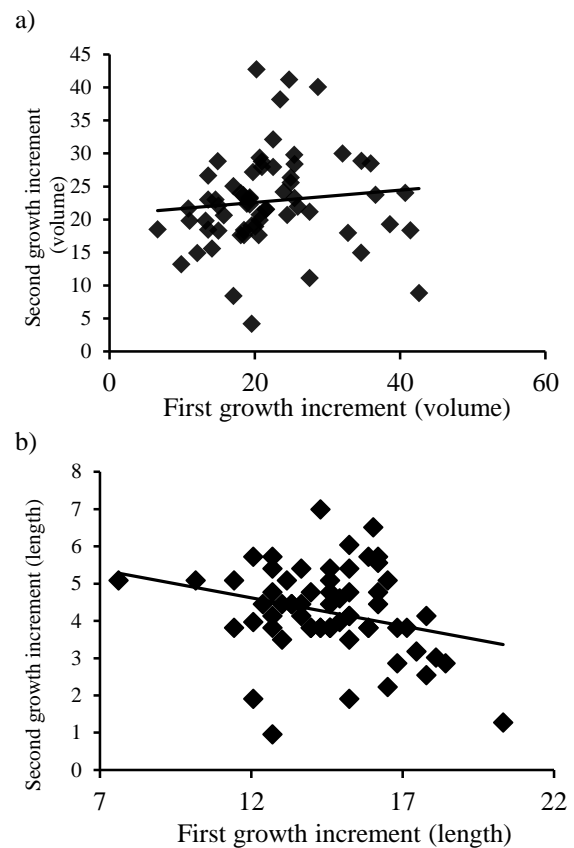 a)
Second growth increment
(volume)
45
40
35
30
25
20
15
10
5
0
0 20 40 60
First growth increment (volume)
b)
Second growth increment (length)
8
7
6
5
4
3
2
1
0
7 12 17 22
First growth increment (length)